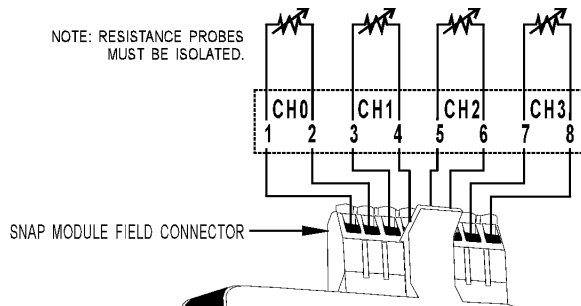 NOTE: RESISTANCE PROBES
MUST BE ISOLATED.
CH0 CH1 CH2 CH3
1 2 3 4 5 6 7 8
SNAP MODULE FIELD CONNECTOR